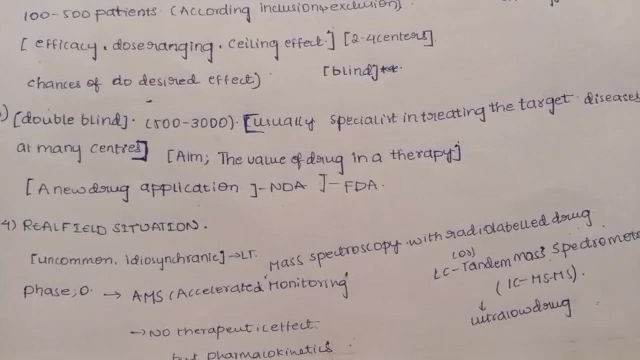 100-500 patients (According inclusion, exclusion).
[efficacy. dose ranging. Ceiling effect.] [2-4 centers]
chances of do desired effect) [blind]**.
) [double blind]. (500-3000). [usually specialist in treating the target diseases
at many centres] [Aim; The value of drug in a therapy]
[A new drug application ]-NDA ]-FDA.
4) REAL FIELD SITUATION.
[uncommon, Idiosynchratic] → LT.
Mass spectroscopy with radiolabelled drug
(or)
LC-Tandem mass spectromets
(IC-MS-MS).
↓
ultralow drug
Phase; 0. → AMS (Accelerated Monitoring
→ No therapeutic effect.
but pharmacokinetics.